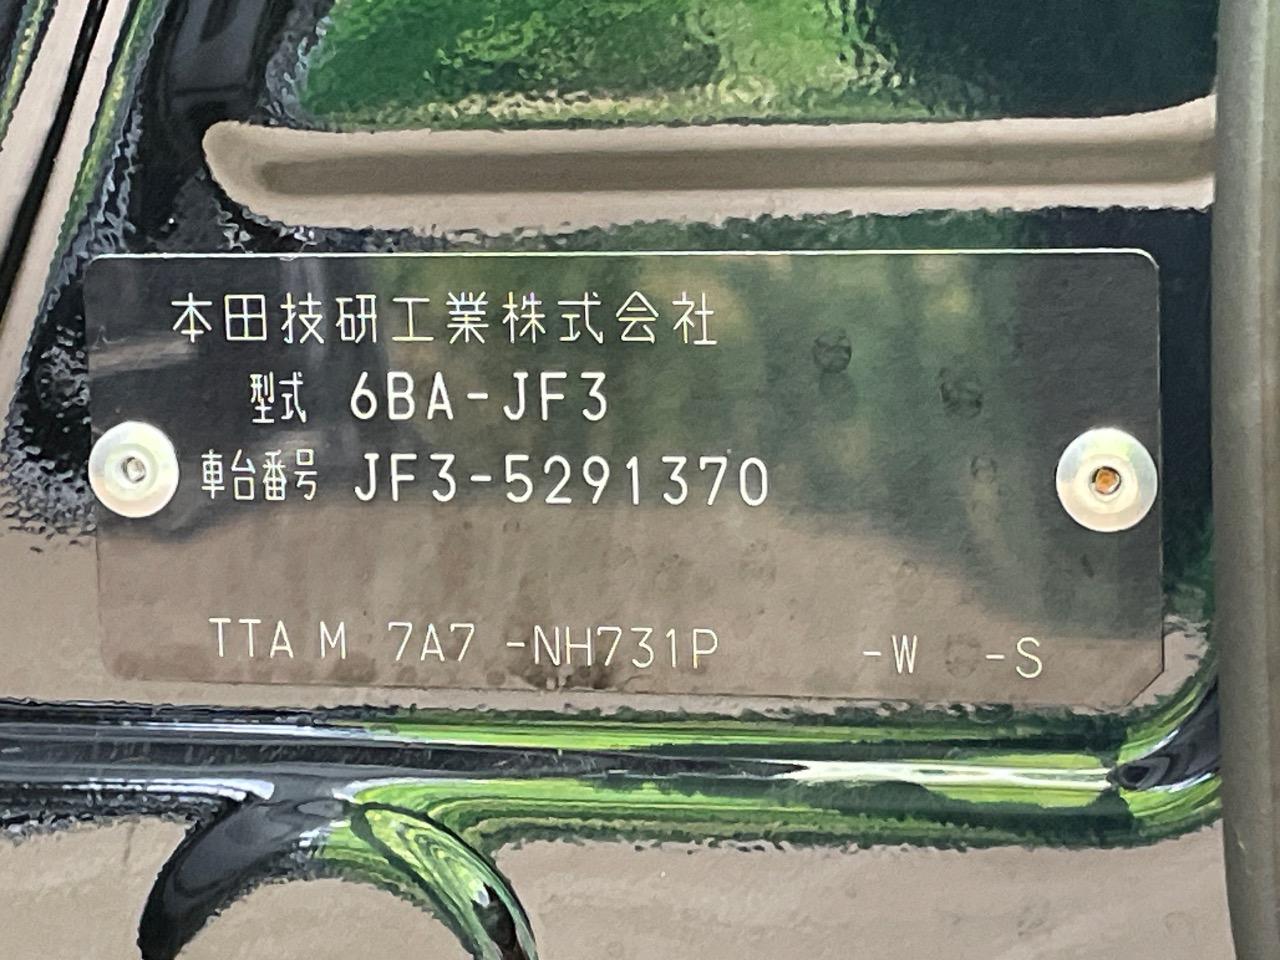 本田技研工業株式会社
型式 6BA-JF3
車台番号 JF3-5291370
TTA M 7A7 -NH731P -W -S